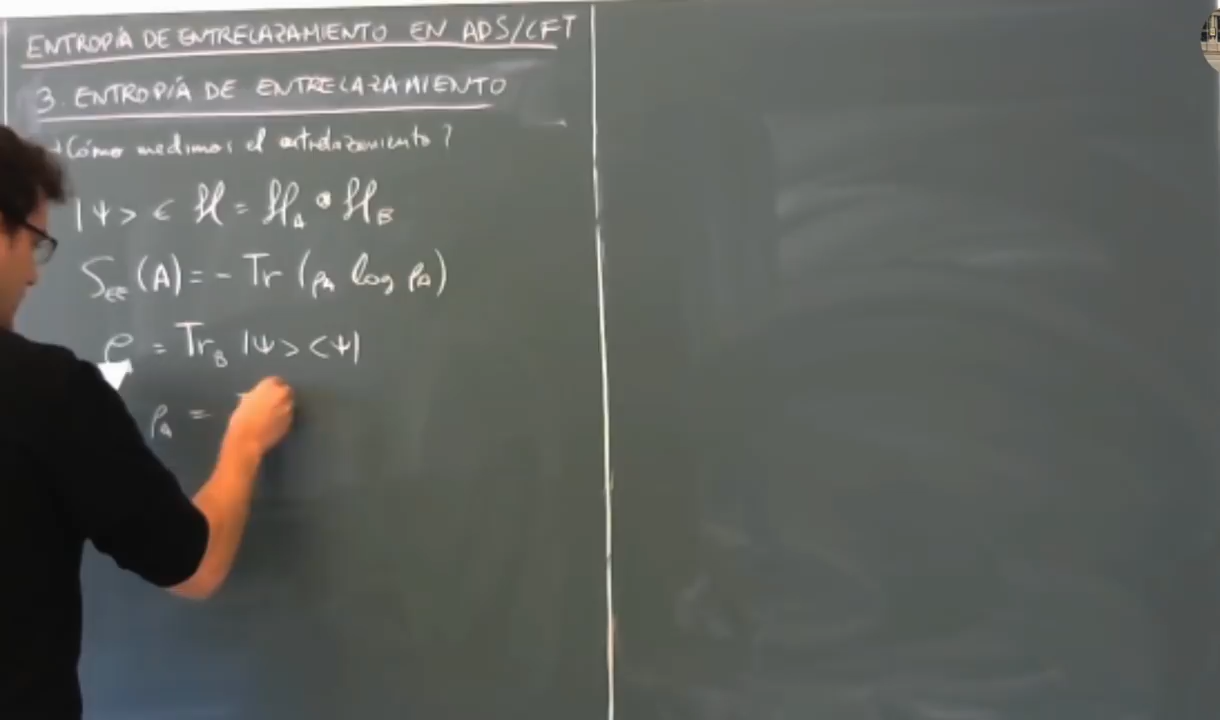 ENTROPÍA DE ENTRELAZAMIENTO EN ADS/CFT
3. ENTROPÍA DE ENTRELAZAMIENTO
¿Cómo medimos el entrelazamiento?
|Ψ> ∈ ℋ = ℋ_A ⊗ ℋ_B
S_EE (A) = - Tr (ρ_A log ρ_A)
ρ = Tr_B |Ψ> <Ψ|
ρ_A =